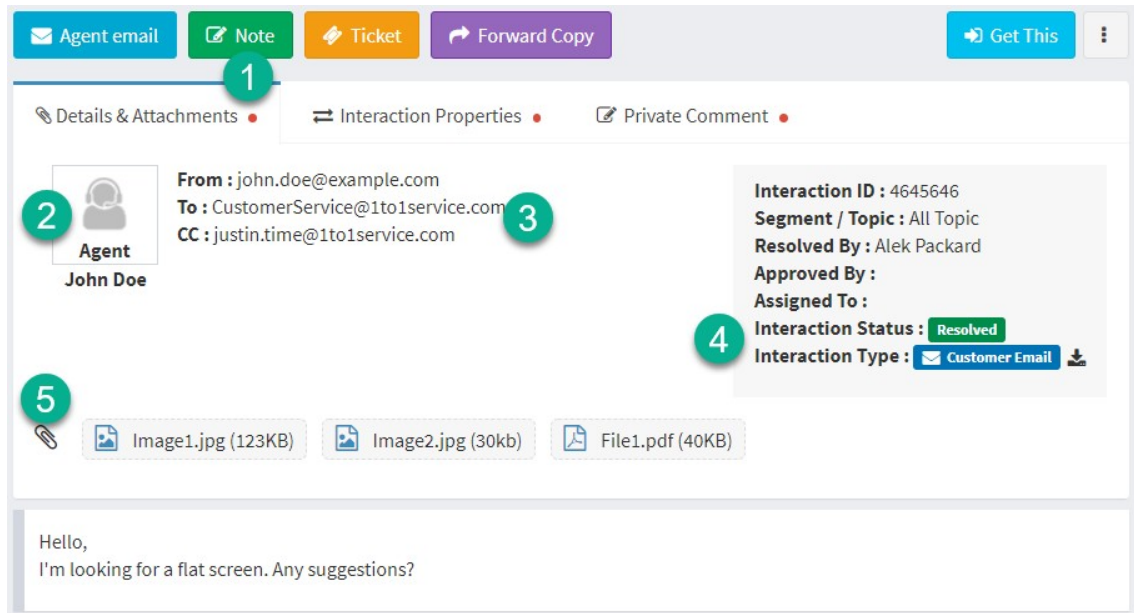 Agent email Note Ticket Forward Copy Get This
1
Details & Attachments Interaction Properties Private Comment
2
Agent
John Doe
From : john.doe@example.com
To : CustomerService@1to1service.com
CC : justin.time@1to1service.com
3
Interaction ID : 4645646
Segment / Topic : All Topic
Resolved By : Alek Packard
Approved By :
Assigned To :
Interaction Status : Resolved
4
Interaction Type : Customer Email
5
Image1.jpg (123KB) Image2.jpg (30kb) File1.pdf (40KB)
Hello,
I'm looking for a flat screen. Any suggestions?